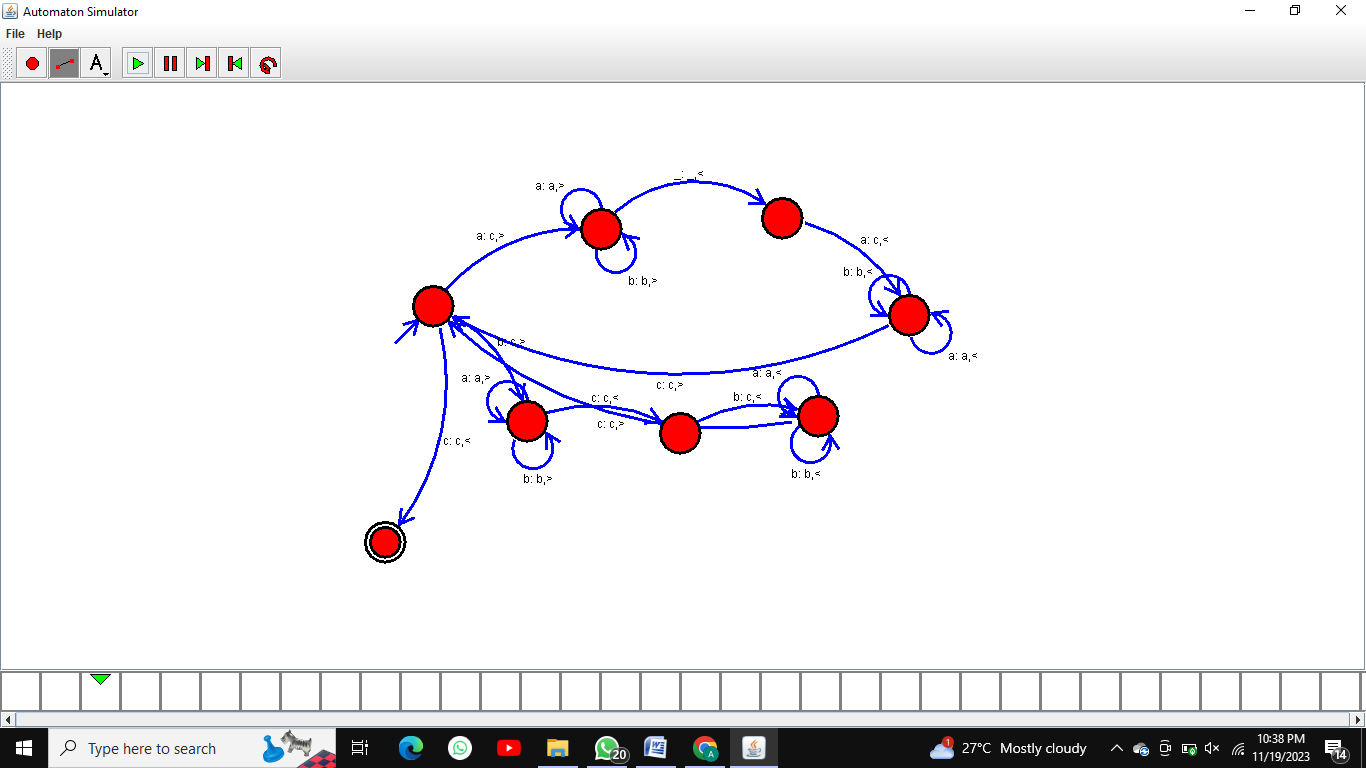 Automaton Simulator
File Help
A
_: _,<
a: a,>
a: c,>
a: c,<
b: b,<
b: b,>
b: c,>
a: a,<
a: a,<
a: a,>
c: c,>
c: c,<
b: c,<
c: c,>
c: c,<
b: b,<
b: b,>
Type here to search
20
W
A
1
27°C Mostly cloudy
10:38 PM
11/19/2023
14